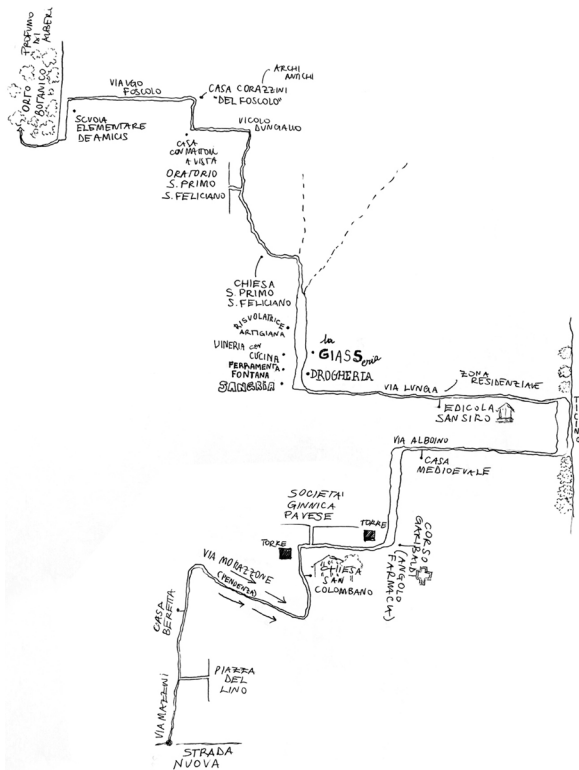 PROFUMO
DEI
ALBERI
ORTO
BOTANICO
VIA UGO
FOSCOLO
ARCHI
ANTICHI
CASA CORAZZINI
"DEL FOSCOLO"
SCUOLA
ELEMENTARE
DE AMICIS
VICOLO
DUNGALLO
CASA
CON MATTONI
A VISTA
ORATORIO
S. PRIMO
S. FELICIANO
CHIESA
S. PRIMO
S. FELICIANO
ARTIGIANA
la
GIASSeria
VINERIA CON
CUCINA
FERRAMENTA
FONTANA
DROGHERIA
SANGRIA
ZONA
RESIDENZIALE
VIA LUNGA
EDICOLA
SAN SIRO
TICINO
VIA ALBOINO
CASA
MEDIOEVALE
SOCIETA'
GINNICA
PAVESE
TORRE
TORRE
CORSO
GARIBALDI
(ANGOLO
FARMACIA)
VIA MORAZZONE
(PENDENZA)
CHIESA
SAN
COLOMBANO
CASA
BERETTA
PIAZZA
DEL
LINO
VIA MAZZINI
STRADA
NUOVA